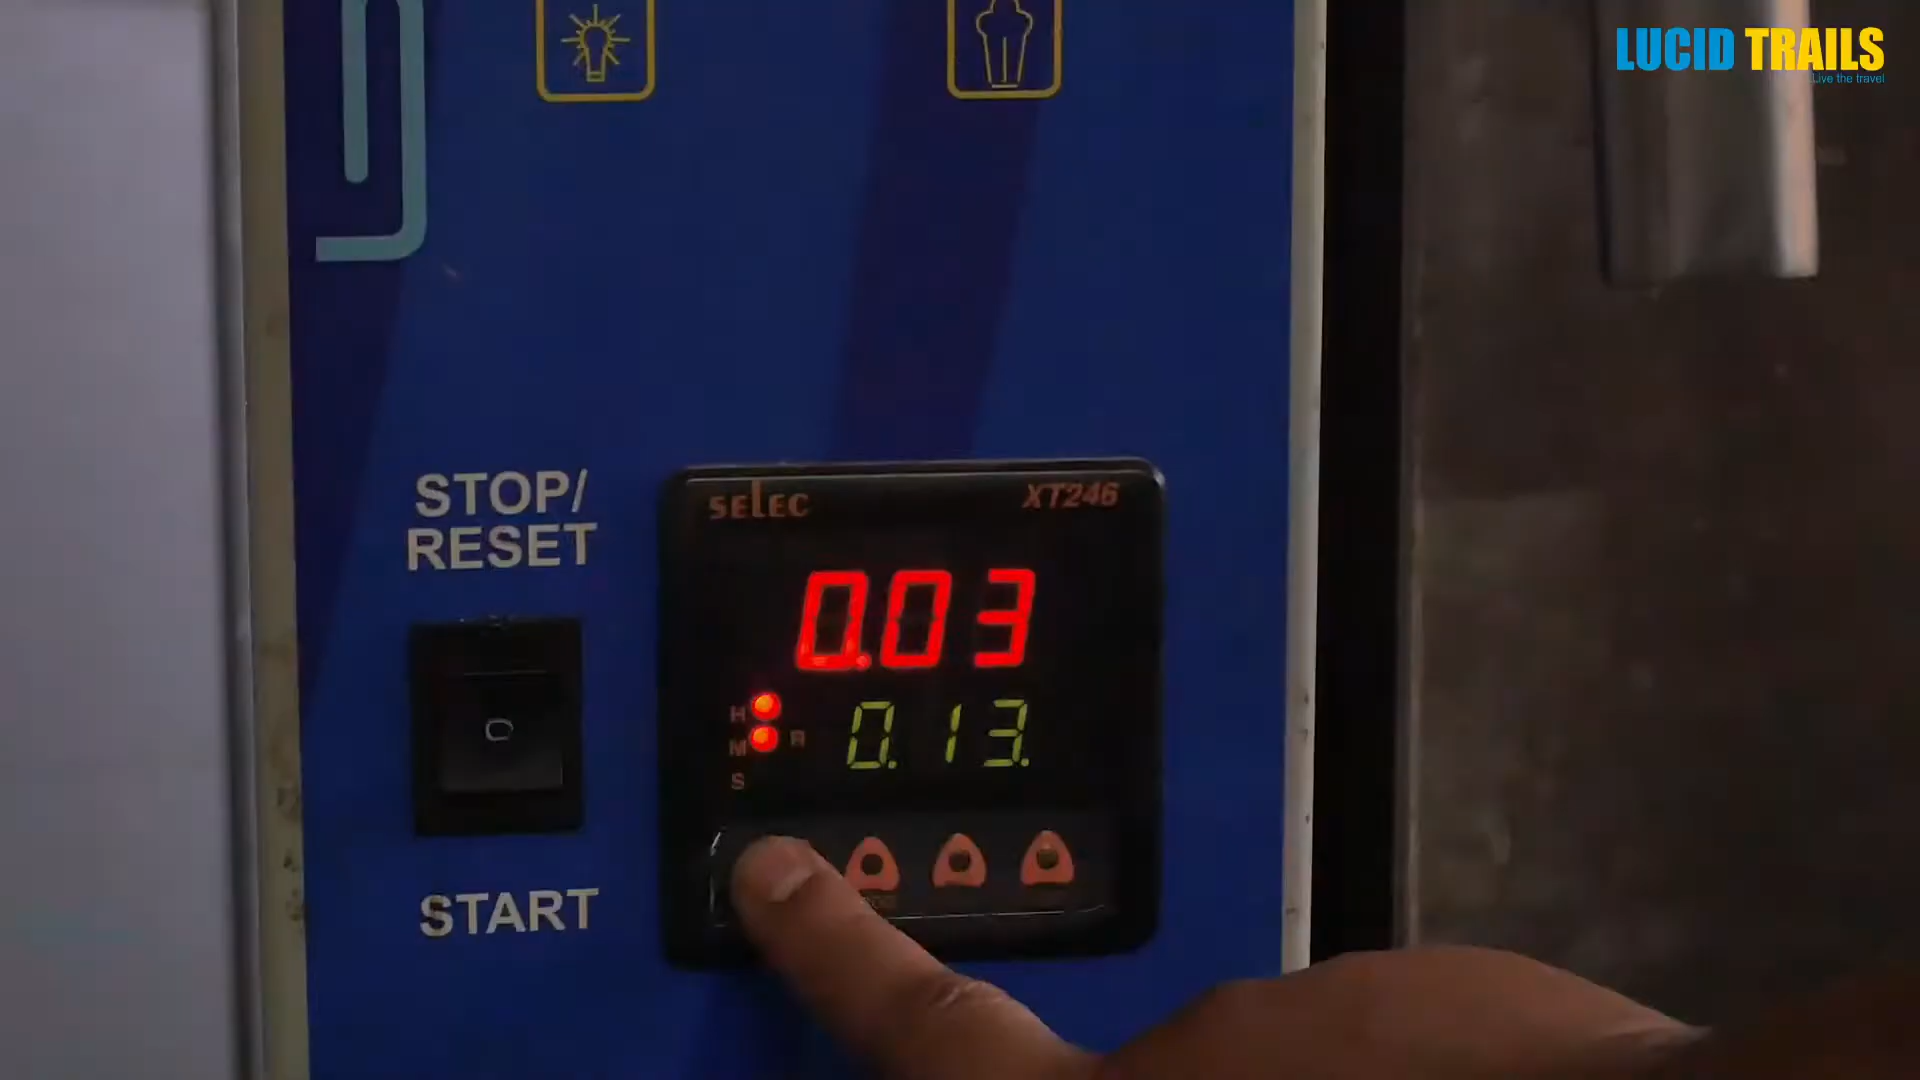 LUCID TRAILS
Live the travel
STOP/
RESET
SELEC
XT246
0.03
H
M
R
0.13.
S
START